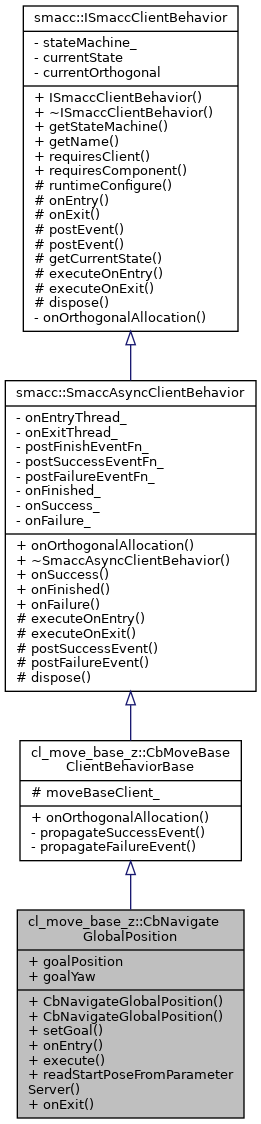 smacc::ISmaccClientBehavior
- stateMachine_
- currentState
- currentOrthogonal
+ ISmaccClientBehavior()
+ ~ISmaccClientBehavior()
+ getStateMachine()
+ getName()
+ requiresClient()
+ requiresComponent()
# runtimeConfigure()
# onEntry()
# onExit()
# postEvent()
# postEvent()
# getCurrentState()
# executeOnEntry()
# executeOnExit()
# dispose()
- onOrthogonalAllocation()
smacc::SmaccAsyncClientBehavior
- onEntryThread_
- onExitThread_
- postFinishEventFn_
- postSuccessEventFn_
- postFailureEventFn_
- onFinished_
- onSuccess_
- onFailure_
+ onOrthogonalAllocation()
+ ~SmaccAsyncClientBehavior()
+ onSuccess()
+ onFinished()
+ onFailure()
# executeOnEntry()
# executeOnExit()
# postSuccessEvent()
# postFailureEvent()
# dispose()
cl_move_base_z::CbMoveBase
ClientBehaviorBase
# moveBaseClient_
+ onOrthogonalAllocation()
- propagateSuccessEvent()
- propagateFailureEvent()
cl_move_base_z::CbNavigate
GlobalPosition
+ goalPosition
+ goalYaw
+ CbNavigateGlobalPosition()
+ CbNavigateGlobalPosition()
+ setGoal()
+ onEntry()
+ execute()
+ readStartPoseFromParameter
Server()
+ onExit()